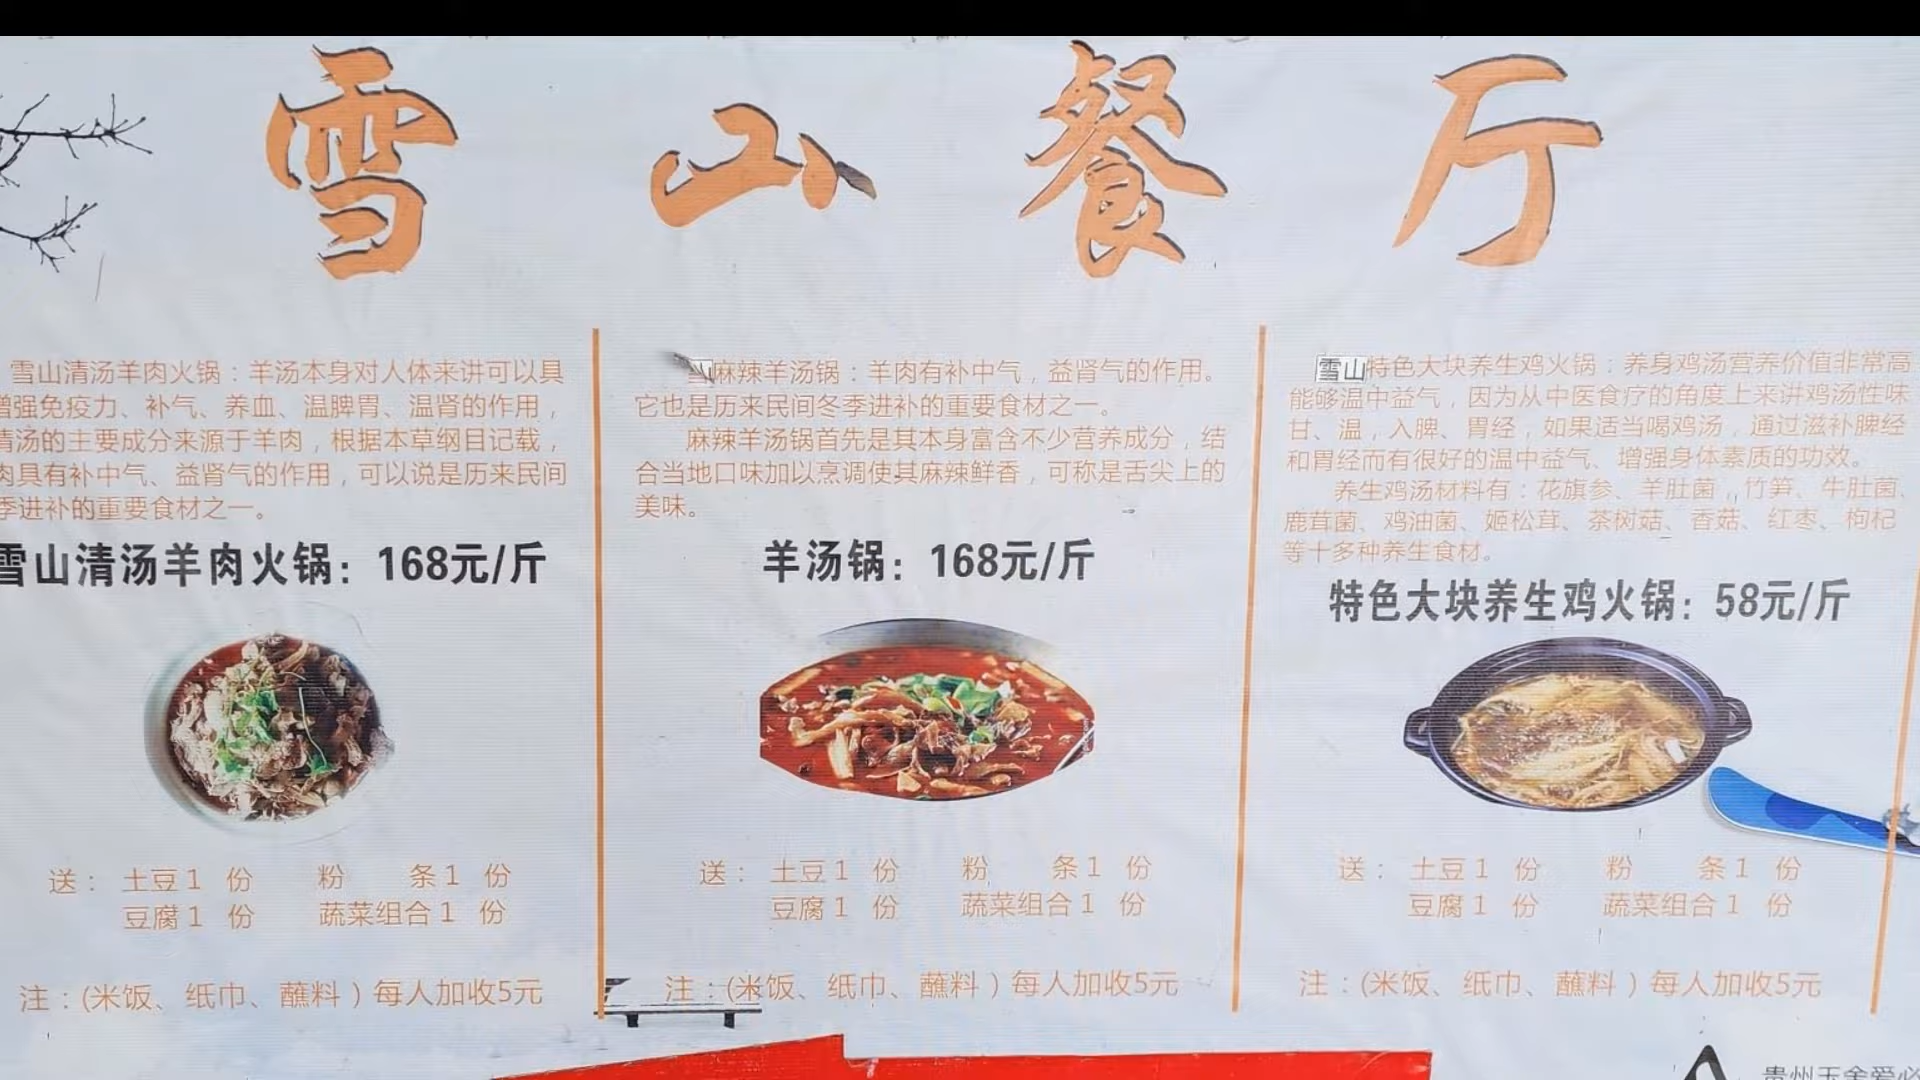 雪山餐厅
雪山清汤羊肉火锅：羊汤本身对人体来讲可以具
增强免疫力、补气、养血、温脾胃、温肾的作用，
清汤的主要成分来源于羊肉，根据本草纲目记载，
肉具有补中气、益肾气的作用，可以说是历来民间
季进补的重要食材之一。
雪山清汤羊肉火锅：168元/斤
送：土豆1 份 粉 条1 份
豆腐1 份 蔬菜组合1 份
注：(米饭、纸巾、蘸料）每人加收5元
山麻辣羊汤锅：羊肉有补中气，益肾气的作用。
它也是历来民间冬季进补的重要食材之一。
麻辣羊汤锅首先是其本身富含不少营养成分，结
合当地口味加以烹调使其麻辣鲜香，可称是舌尖上的
美味。
羊汤锅：168元/斤
送：土豆1 份 粉 条1 份
豆腐1 份 蔬菜组合1 份
注：(米饭、纸巾、蘸料）每人加收5元
雪山特色大块养生鸡火锅：养身鸡汤营养价值非常高
能够温中益气，因为从中医食疗的角度上来讲鸡汤性味
甘、温，入脾、胃经，如果适当喝鸡汤，通过滋补脾经
和胃经而有很好的温中益气、增强身体素质的功效。
养生鸡汤材料有：花旗参、羊肚菌、竹笋、牛肚菌、
鹿茸菌、鸡油菌、姬松茸、茶树菇、香菇、红枣、枸杞
等十多种养生食材。
特色大块养生鸡火锅：58元/斤
送：土豆1 份 粉 条1 份
豆腐1 份 蔬菜组合1 份
注：(米饭、纸巾、蘸料）每人加收5元